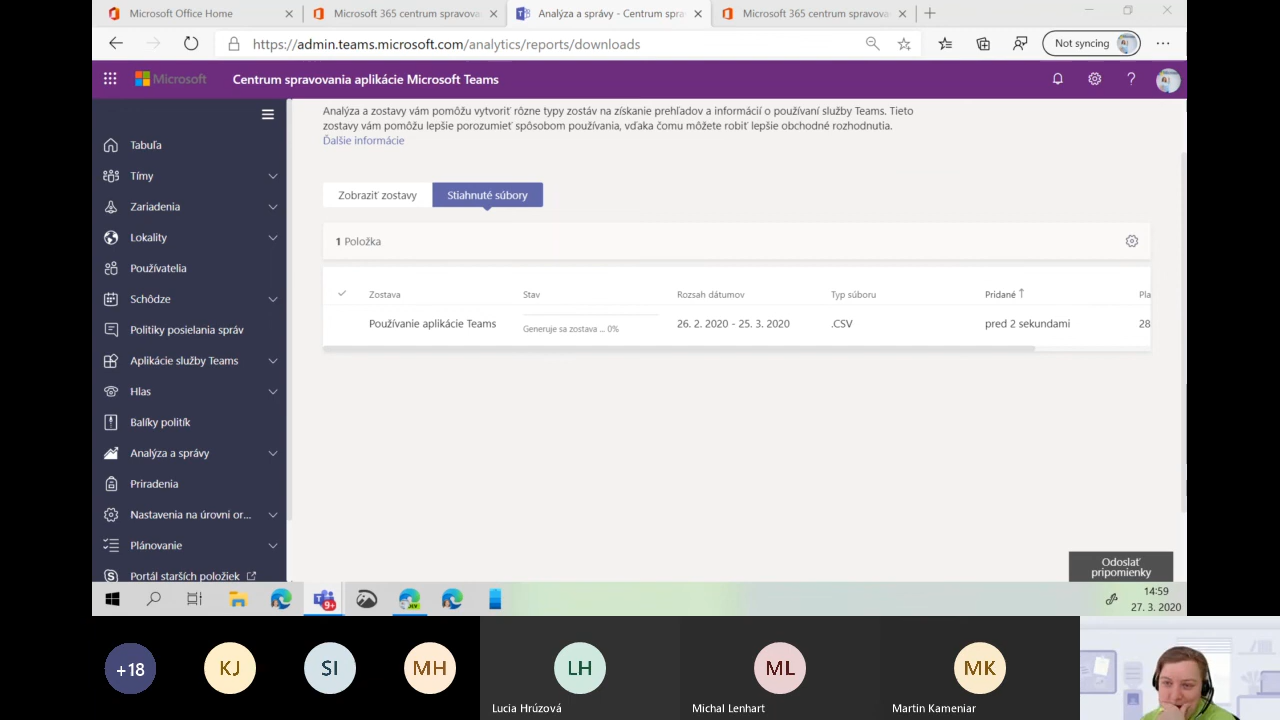 Microsoft Office Home
Microsoft 365 centrum spravova
Analýza a správy - Centrum spra
Microsoft 365 centrum spravova
https://admin.teams.microsoft.com/analytics/reports/downloads
Not syncing
Microsoft
Centrum spravovania aplikácie Microsoft Teams
Analýza a zostavy vám pomôžu vytvoriť rôzne typy zostáv na získanie prehľadov a informácií o používaní služby Teams. Tieto
zostavy vám pomôžu lepšie porozumieť spôsobom používania, vďaka čomu môžete robiť lepšie obchodné rozhodnutia.
Ďalšie informácie
Tabuľa
Tímy
Zariadenia
Lokality
Používatelia
Schôdze
Politiky posielania správ
Aplikácie služby Teams
Hlas
Balíky politík
Analýza a správy
Priradenia
Nastavenia na úrovni or...
Plánovanie
Portál starších položiek
Zobraziť zostavy
Stiahnuté súbory
1 Položka
Zostava
Stav
Rozsah dátumov
Typ súboru
Pridané
Pla
Používanie aplikácie Teams
Generuje sa zostava ... 0%
26. 2. 2020 - 25. 3. 2020
.CSV
pred 2 sekundami
28
Odoslať
pripomienky
9+
14:59
27. 3. 2020
+18
KJ
SI
MH
LH
ML
MK
Lucia Hrúzová
Michal Lenhart
Martin Kameniar